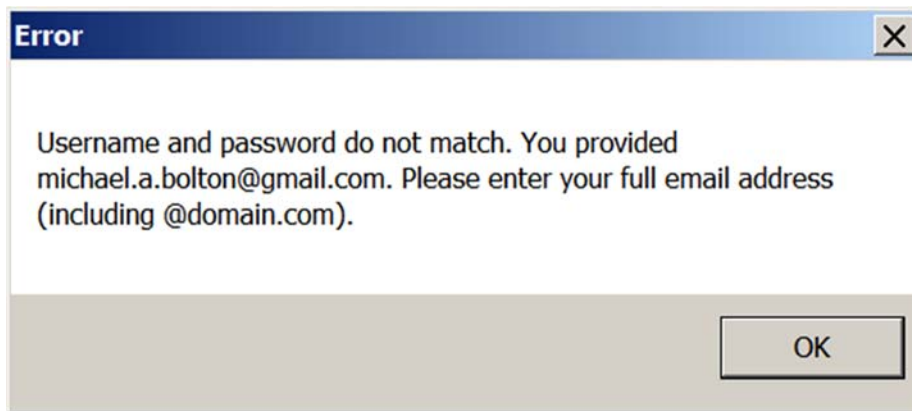 Error
Username and password do not match. You provided
michael.a.bolton@gmail.com. Please enter your full email address
(including @domain.com).
OK